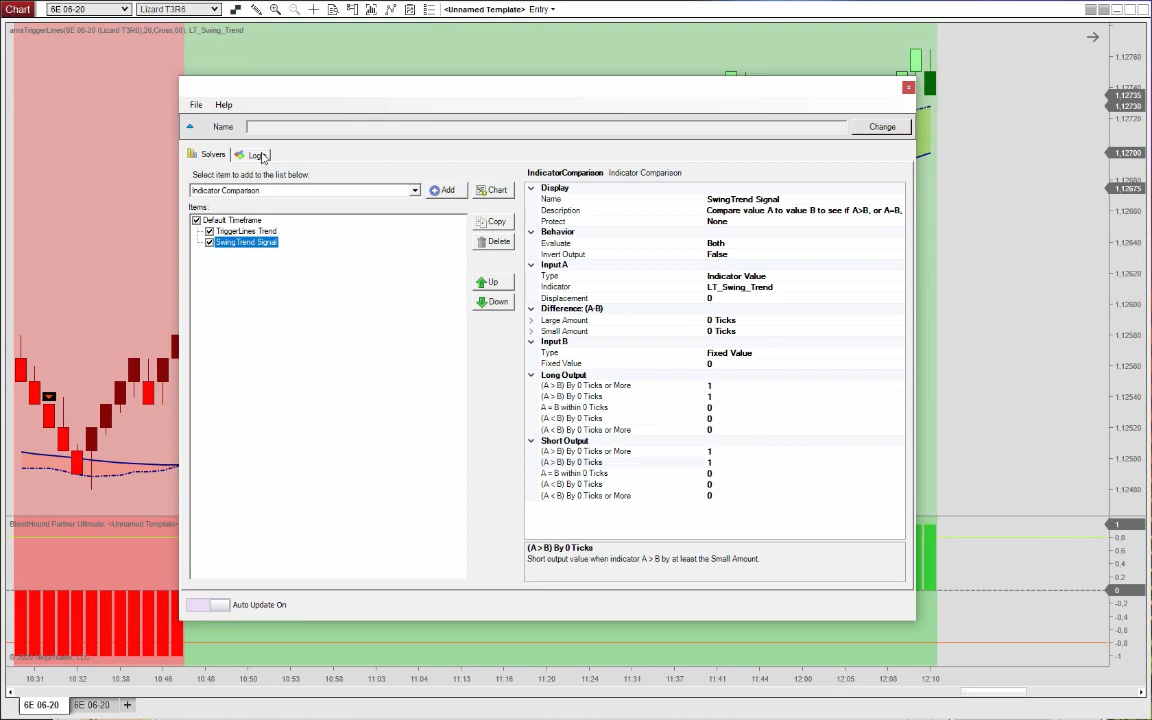 Chart 6E 06-20 Lizard T3R6 <Unnamed Template> Entry
amaTriggerLines(6E 06-20 (Lizard T3R6),20,Cross,80), LT_Swing_Trend
File Help
Name Change
Solvers Logic
Select item to add to the list below:
Indicator Comparison Add Chart
Items:
Default Timeframe
TriggerLines Trend
SwingTrend Signal
Copy
Delete
Up
Down
IndicatorComparison Indicator Comparison
Display
Name SwingTrend Signal
Description Compare value A to value B to see if A>B, or A=B,
Protect None
Behavior
Evaluate Both
Invert Output False
Input A
Type Indicator Value
Indicator LT_Swing_Trend
Displacement 0
Difference: (A-B)
Large Amount 0 Ticks
Small Amount 0 Ticks
Input B
Type Fixed Value
Fixed Value 0
Long Output
(A > B) By 0 Ticks or More 1
(A > B) By 0 Ticks 1
A = B within 0 Ticks 0
(A < B) By 0 Ticks 0
(A < B) By 0 Ticks or More 0
Short Output
(A > B) By 0 Ticks or More 1
(A > B) By 0 Ticks 1
A = B within 0 Ticks 0
(A < B) By 0 Ticks 0
(A < B) By 0 Ticks or More 0
(A > B) By 0 Ticks
Short output value when indicator A > B by at least the Small Amount.
Auto Update On
1,12760
1,12740
1,12735
1,12730
1,12720
1,12700
1,12680
1,12675
1,12660
1,12640
1,12620
1,12600
1,12580
1,12560
1,12540
1,12520
1,12500
1,12480
BloodHound Partner Ultimate: <Unnamed Template>
1
0,8
0,6
0,4
0,2
0
-0,2
-0,4
-0,6
-0,8
-1
© 2020 NinjaTrader, LLC
10:31 10:32 10:38 10:46 10:48 10:50 10:53 10:58 11:03 11:04 11:11 11:16 11:20 11:24 11:31 11:37 11:41 11:44 12:00 12:05 12:08 12:10
6E 06-20 6E 06-20 +